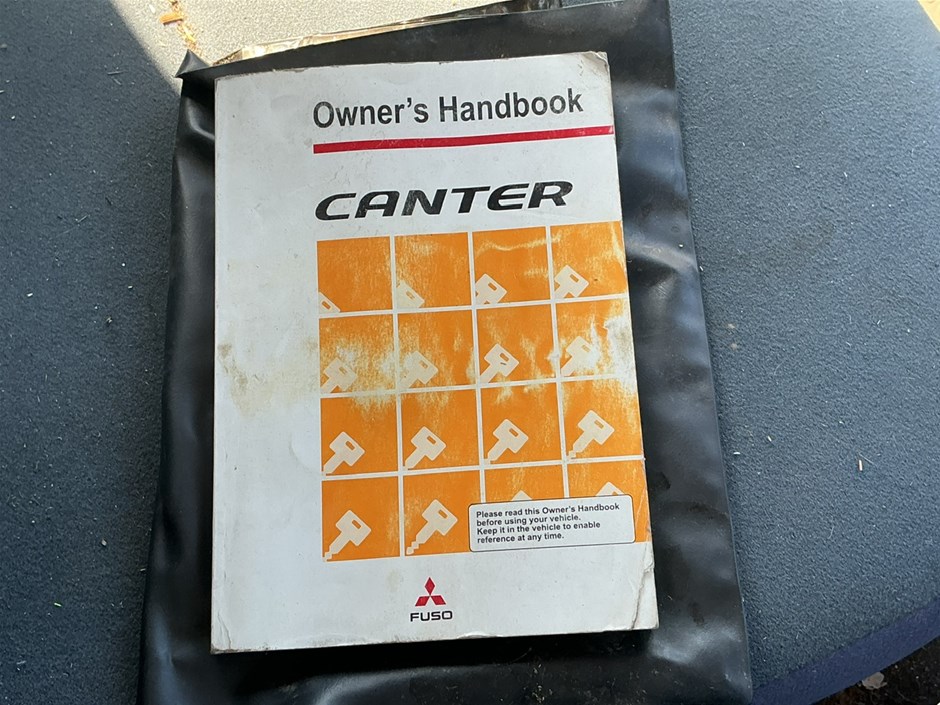 Owner's Handbook
CANTER
Please read this Owner's Handbook
before using your vehicle.
Keep it in the vehicle to enable
reference at any time.
FUSO